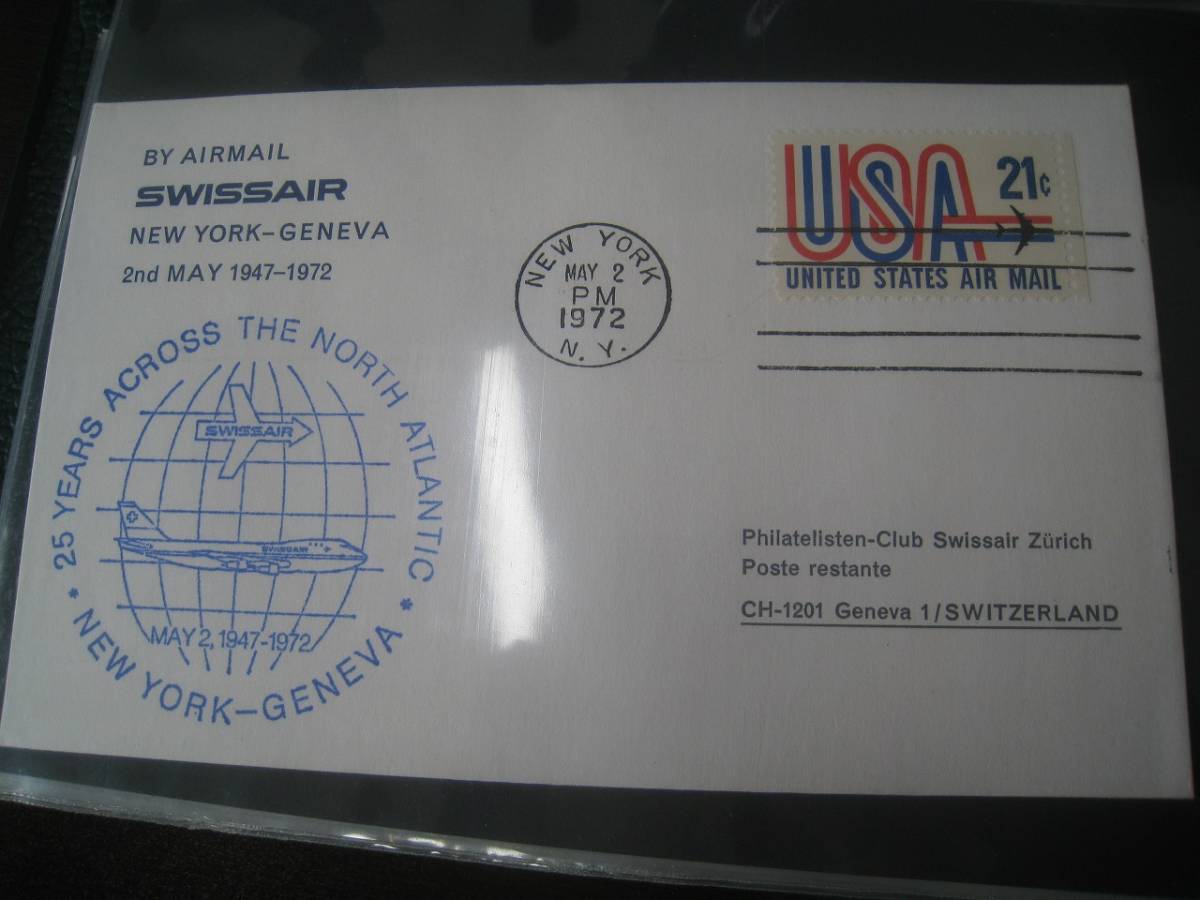 BY AIRMAIL
SWISSAIR
NEW YORK–GENEVA
2nd MAY 1947–1972
USA 21c
UNITED STATES AIR MAIL
NEW YORK
MAY 2
PM
1972
N. Y.
* 25 YEARS ACROSS THE NORTH ATLANTIC *
SWISSAIR
SWISSAIR
MAY 2, 1947-1972
NEW YORK–GENEVA
Philatelisten-Club Swissair Zürich
Poste restante
CH-1201 Geneva 1/SWITZERLAND